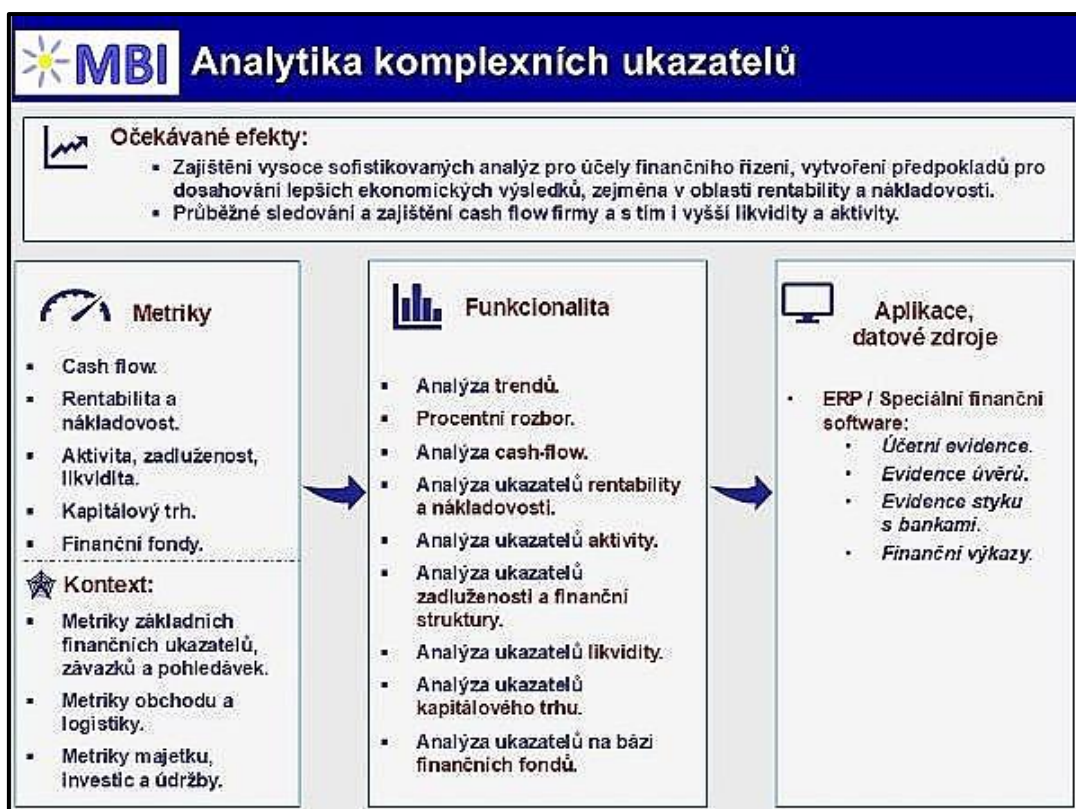 MBI Analytika komplexních ukazatelů
Očekávané efekty:
▪ Zajištění vysoce sofistikovaných analýz pro účely finančního řízení, vytvoření předpokladů pro
dosahování lepších ekonomických výsledků, zejména v oblasti rentability a nákladovosti.
▪ Průběžné sledování a zajištění cash flow firmy a s tím i vyšší likvidity a aktivity.
Metriky
▪ Cash flow.
▪ Rentabilita a
nákladovost.
▪ Aktivita, zadluženost,
likvidita.
▪ Kapitálový trh.
▪ Finanční fondy.
Kontext:
▪ Metriky základních
finančních ukazatelů,
závazků a pohledávek.
▪ Metriky obchodu a
logistiky.
▪ Metriky majetku,
investic a údržby.
Funkcionalita
▪ Analýza trendů.
▪ Procentní rozbor.
▪ Analýza cash-flow.
▪ Analýza ukazatelů rentability
a nákladovosti.
▪ Analýza ukazatelů aktivity.
▪ Analýza ukazatelů
zadluženosti a finanční
struktury.
▪ Analýza ukazatelů likvidity.
▪ Analýza ukazatelů
kapitálového trhu.
▪ Analýza ukazatelů na bázi
finančních fondů.
Aplikace,
datové zdroje
• ERP / Speciální finanční
software:
• Účetní evidence.
• Evidence úvěrů.
• Evidence styku
s bankami.
• Finanční výkazy.